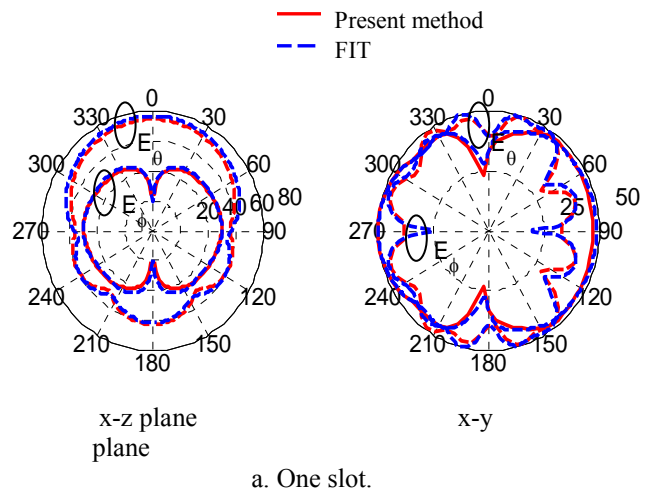 Present method
FIT
0
330 30
300 60
270 90
240 120
210 150
180
20 40 60 80
E θ
E ϕ
0
330 30
300 60
270 90
240 120
210 150
180
25 50
E θ
E ϕ
x-z plane x-y
plane
a. One slot.